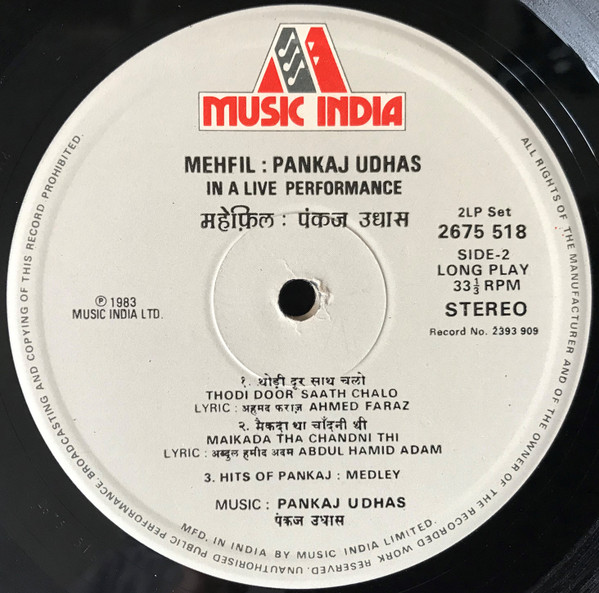 MUSIC INDIA
MEHFIL : PANKAJ UDHAS
IN A LIVE PERFORMANCE
महेफ़िल : पंकज उधास
2LP Set
2675 518
SIDE-2
LONG PLAY
33⅓ RPM
STEREO
Record No. 2393 909
Ⓟ 1983
MUSIC INDIA LTD.
१. थोडी दूर साथ चलो
THODI DOOR SAATH CHALO
LYRIC : अहमद फराज़ AHMED FARAZ
२. मैकदा था चाँदनी थी
MAIKADA THA CHANDNI THI
LYRIC : अब्दुल हमीद अदम ABDUL HAMID ADAM
3. HITS OF PANKAJ : MEDLEY
MUSIC : PANKAJ UDHAS
पंकज उधास
MFD. IN INDIA BY MUSIC INDIA LIMITED.
ALL RIGHTS OF THE MANUFACTURER AND OF THE OWNER OF THE RECORDED WORK RESERVED. UNAUTHORISED PUBLIC PERFORMANCE BROADCASTING AND COPYING OF THIS RECORD PROHIBITED.